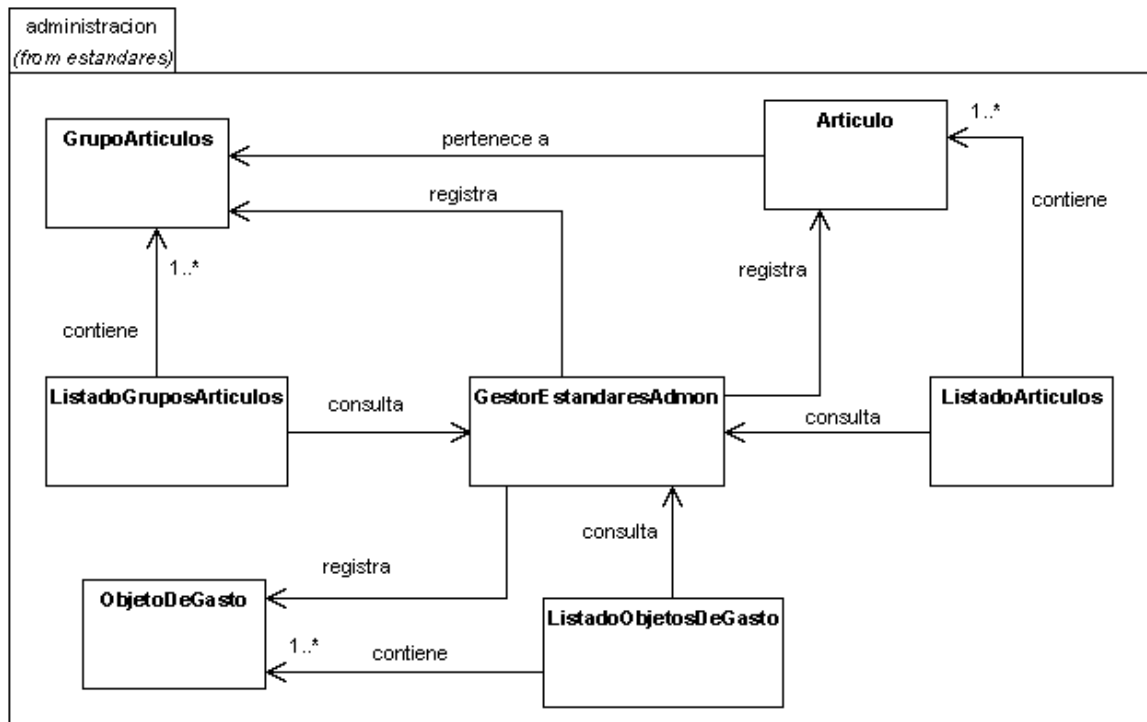 administracion
(from estandares)
GrupoArticulos
Articulo
1..*
pertenece a
registra
contiene
1..*
registra
contiene
ListadoGruposArticulos
consulta
GestorEstandaresAdmon
consulta
ListadoArticulos
consulta
registra
ObjetoDeGasto
ListadoObjetosDeGasto
1..*
contiene